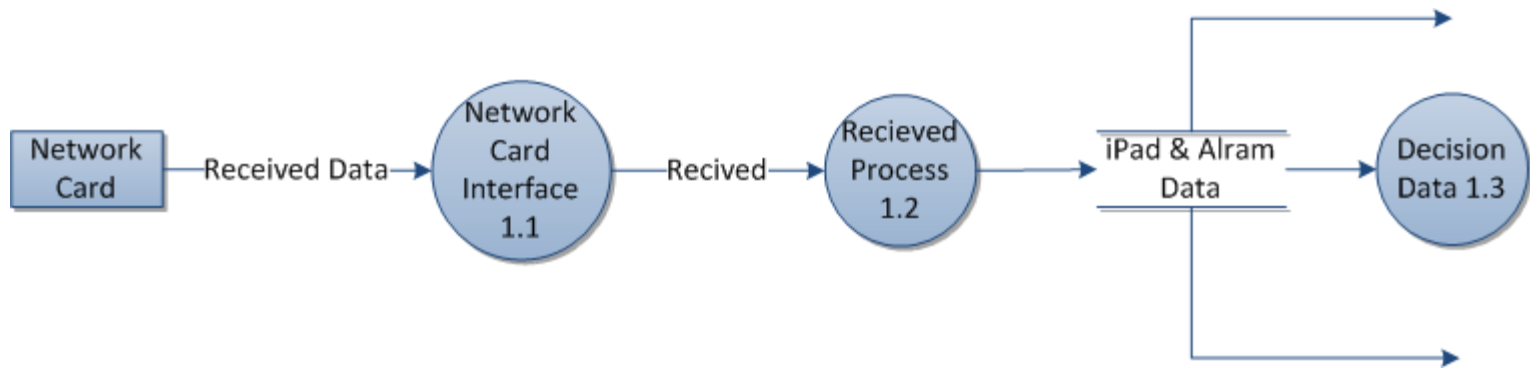 Network
Card
Received Data
Network
Card
Interface
1.1
Recived
Recieved
Process
1.2
iPad & Alram
Data
Decision
Data 1.3